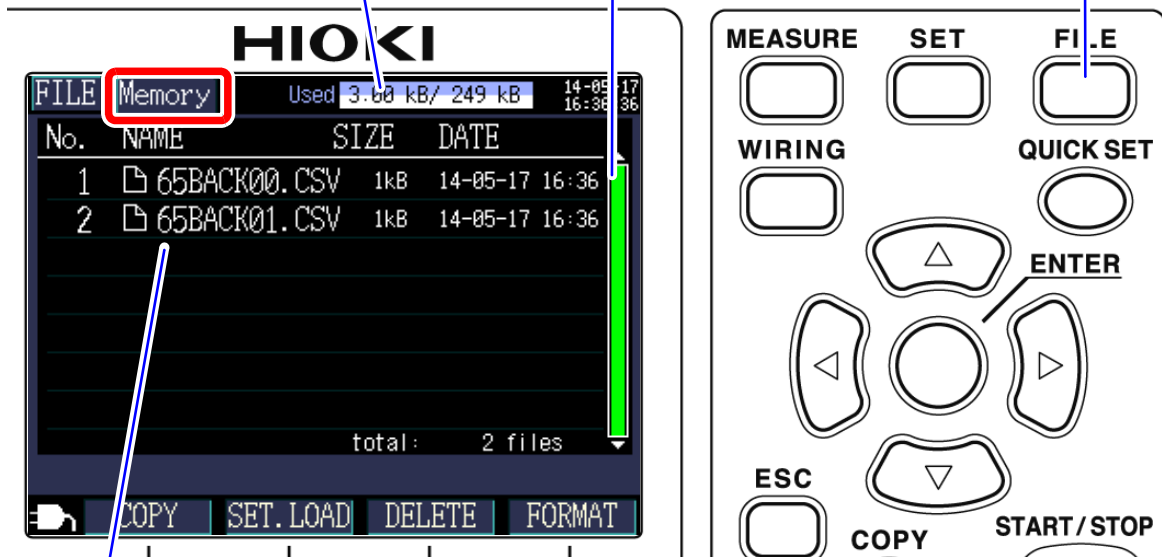 HIOKI
FILE Memory Used 3.00 kB/ 249 kB 14-05-17
16:36:36
No. NAME SIZE DATE
1 65BACK00.CSV 1kB 14-05-17 16:36
2 65BACK01.CSV 1kB 14-05-17 16:36
total: 2 files
COPY SET.LOAD DELETE FORMAT
MEASURE SET FILE
WIRING QUICK SET
ENTER
ESC
COPY START / STOP